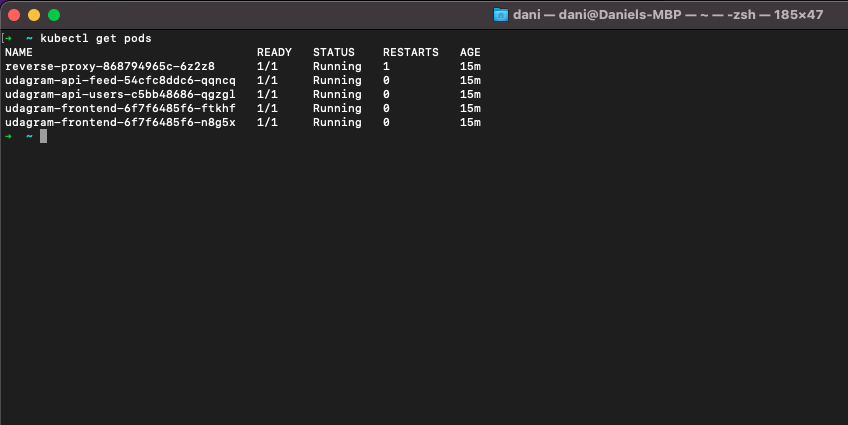 dani — dani@Daniels-MBP — ~ — -zsh — 185×47
[→ ~ kubectl get pods
NAME READY STATUS RESTARTS AGE
reverse-proxy-868794965c-6z2z8 1/1 Running 1 15m
udagram-api-feed-54cfc8ddc6-qqncq 1/1 Running 0 15m
udagram-api-users-c5bb48686-qgzgl 1/1 Running 0 15m
udagram-frontend-6f7f6485f6-ftkhf 1/1 Running 0 15m
udagram-frontend-6f7f6485f6-n8g5x 1/1 Running 0 15m
→ ~